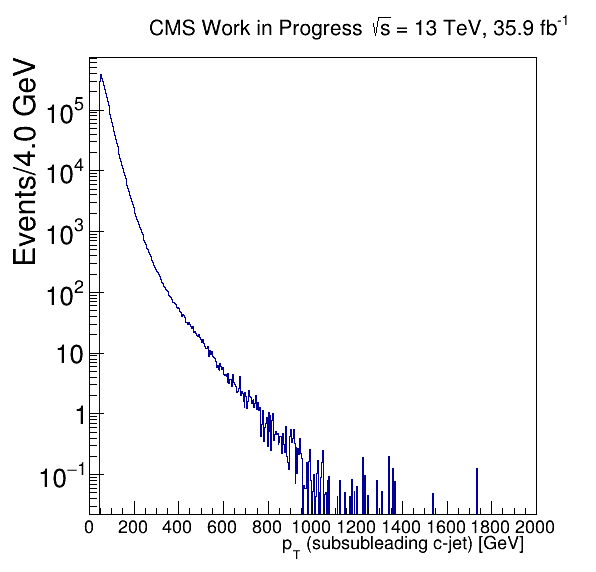 CMS Work in Progress √s = 13 TeV, 35.9 fb⁻¹
Events/4.0 GeV
10⁵
10⁴
10³
10²
10
1
10⁻¹
0 200 400 600 800 1000 1200 1400 1600 1800 2000
p_T (subsubleading c-jet) [GeV]